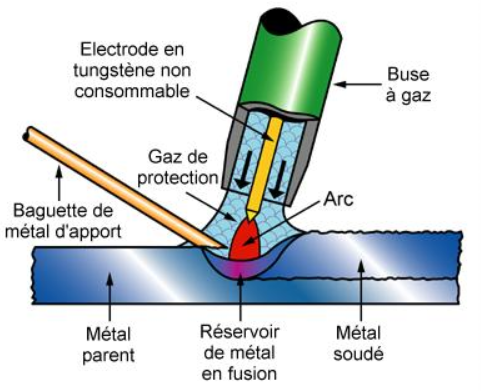 Electrode en
tungstène non
consommable
Buse
à gaz
Gaz de
protection
Arc
Baguette de
métal d'apport
Métal
parent
Réservoir
de métal
en fusion
Métal
soudé